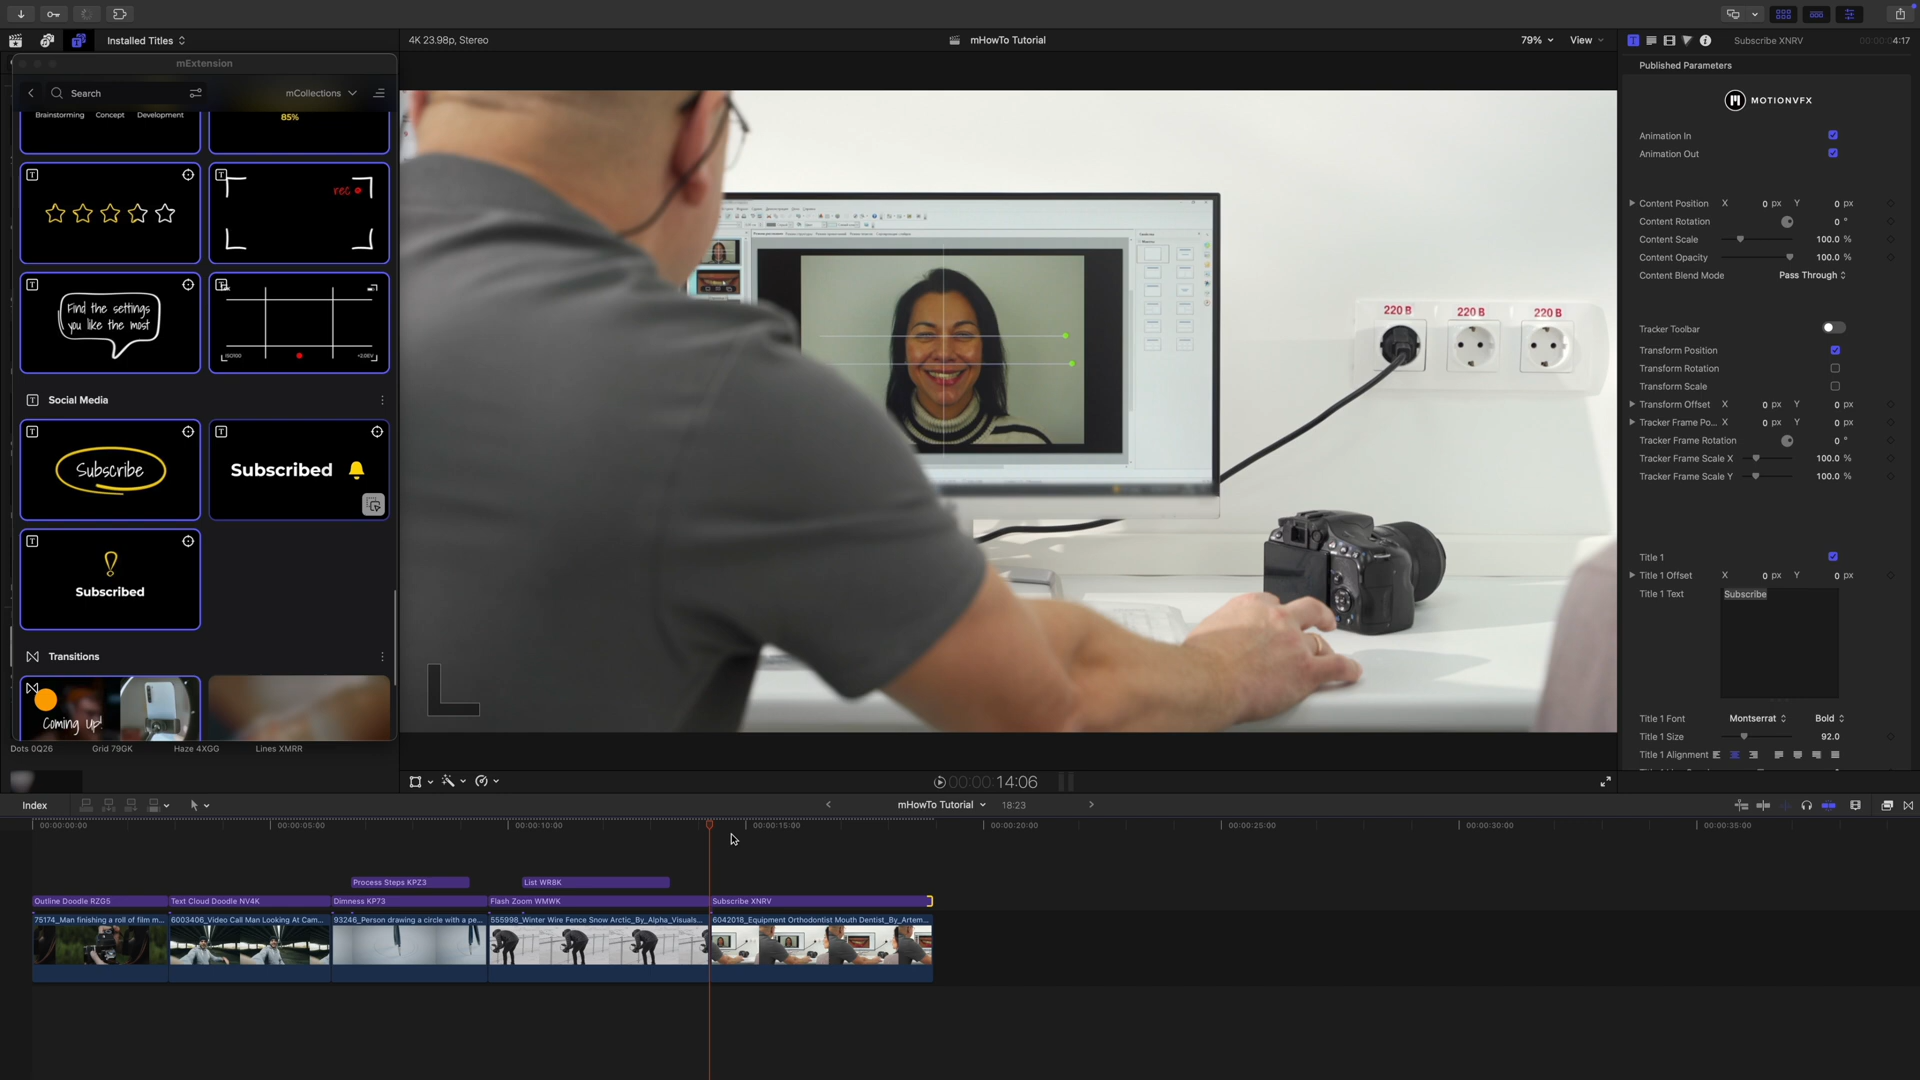 Installed Titles
4K 23.98p, Stereo
mHowTo Tutorial
79%
View
Subscribe XNRV
00:00:04:17
mExtension
Search
mCollections
Brainstorming Concept Development
85%
rec
Find the settings
you like the most
ISO100
+2.0EV
Social Media
Subscribe
Subscribed
Subscribed
Transitions
Coming Up!
Dots 0Q26
Grid 79GK
Haze 4XGG
Lines XMRR
220 В
220 В
220 В
Published Parameters
MOTIONVFX
Animation In
Animation Out
Content Position X 0 px Y 0 px
Content Rotation 0 °
Content Scale 100.0 %
Content Opacity 100.0 %
Content Blend Mode Pass Through
Tracker Toolbar
Transform Position
Transform Rotation
Transform Scale
Transform Offset X 0 px Y 0 px
Tracker Frame Po... X 0 px Y 0 px
Tracker Frame Rotation 0 °
Tracker Frame Scale X 100.0 %
Tracker Frame Scale Y 100.0 %
Title 1
Title 1 Offset X 0 px Y 0 px
Title 1 Text Subscribe
Title 1 Font Montserrat Bold
Title 1 Size 92.0
Title 1 Alignment
00:00:14:06
Index
mHowTo Tutorial
18:23
00:00:00:00
00:00:05:00
00:00:10:00
00:00:15:00
00:00:20:00
00:00:25:00
00:00:30:00
00:00:35:00
Process Steps KPZ3
List WR8K
Outline Doodle RZG5
Text Cloud Doodle NV4K
Dimness KP73
Flash Zoom WMWK
Subscribe XNRV
75174_Man finishing a roll of film m...
6003406_Video Call Man Looking At Cam...
93246_Person drawing a circle with a pe...
555998_Winter Wire Fence Snow Arctic_By_Alpha_Visuals...
6042018_Equipment Orthodontist Mouth Dentist_By_Artem...